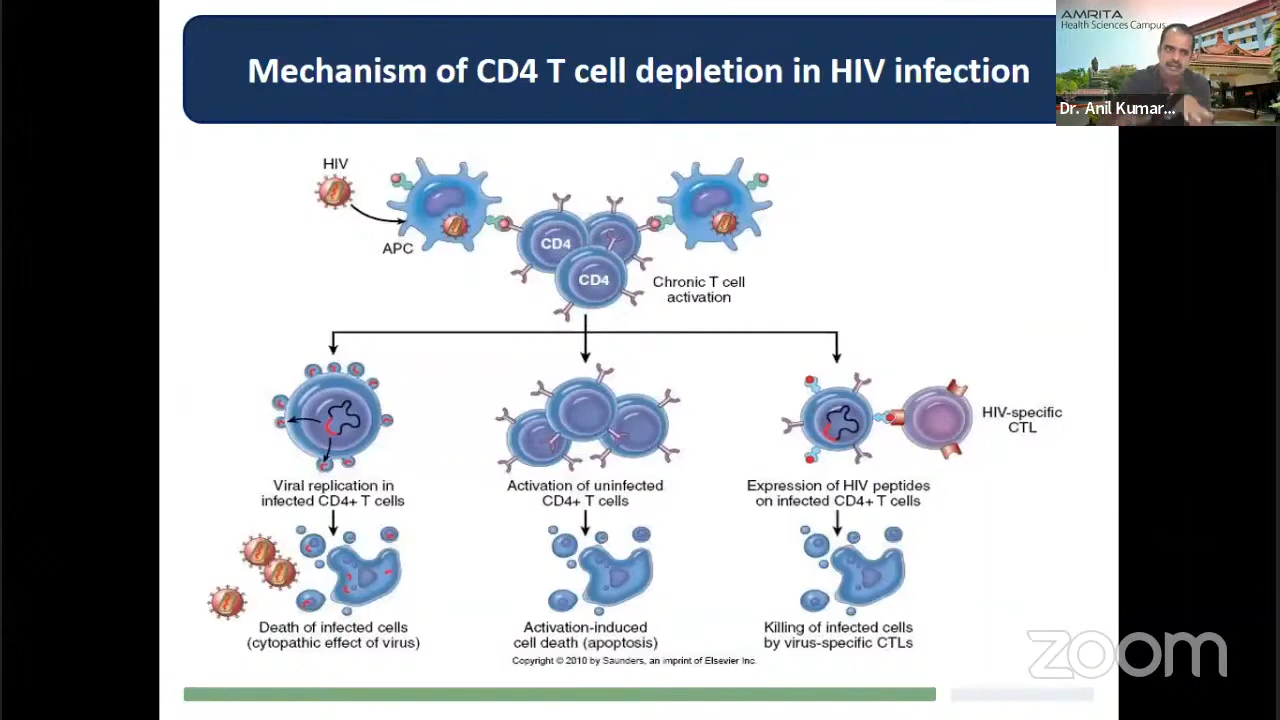 Mechanism of CD4 T cell depletion in HIV infection
AMRITA
Health Sciences Campus
Dr. Anil Kumar...
HIV
APC
CD4
CD4
Chronic T cell
activation
HIV-specific
CTL
Viral replication in
infected CD4+ T cells
Activation of uninfected
CD4+ T cells
Expression of HIV peptides
on infected CD4+ T cells
Death of infected cells
(cytopathic effect of virus)
Activation-induced
cell death (apoptosis)
Killing of infected cells
by virus-specific CTLs
Copyright © 2010 by Saunders, an imprint of Elsevier Inc.
zoom